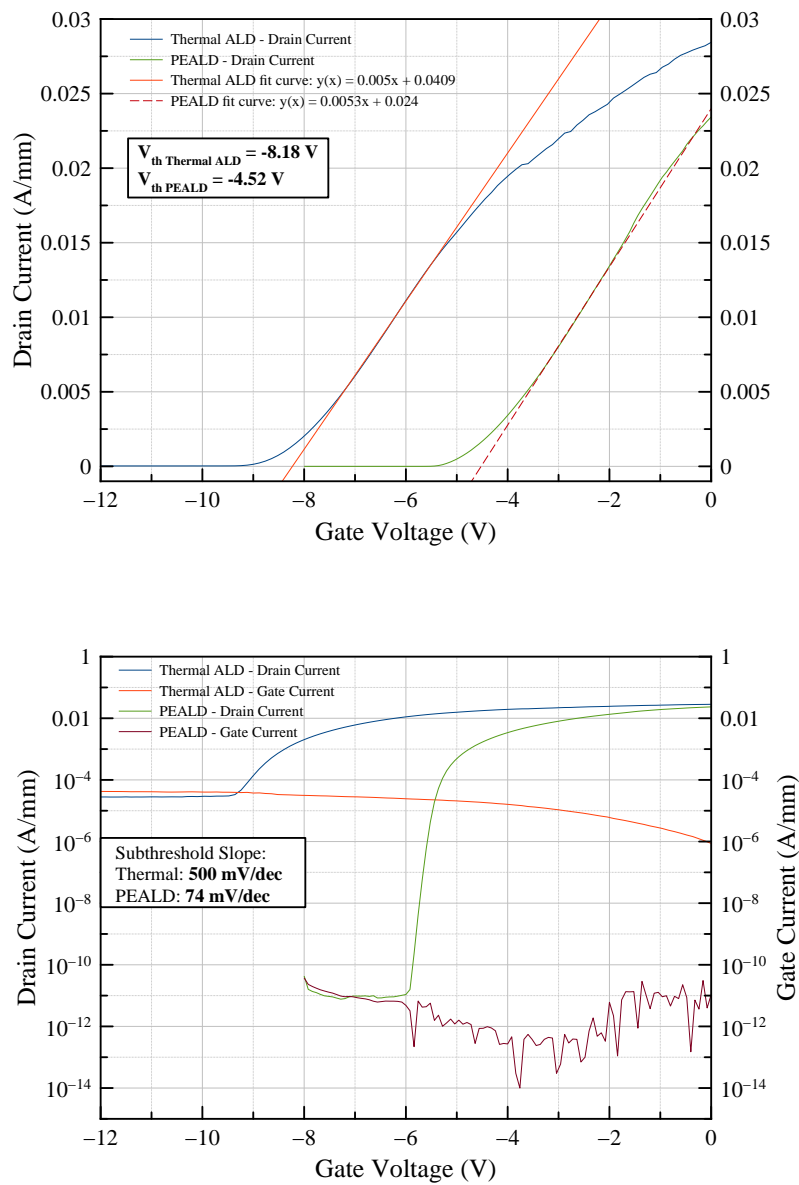 0.03
0.03
Thermal ALD - Drain Current
PEALD - Drain Current
Thermal ALD fit curve: y(x) = 0.005x + 0.0409
PEALD fit curve: y(x) = 0.0053x + 0.024
0.025
0.025
V th Thermal ALD = -8.18 V
V th PEALD = -4.52 V
0.02
0.02
Drain Current (A/mm)
0.015
0.015
0.01
0.01
0.005
0.005
0
0
−12 −10 −8 −6 −4 −2 0
Gate Voltage (V)
1
1
Thermal ALD - Drain Current
Thermal ALD - Gate Current
PEALD - Drain Current
PEALD - Gate Current
0.01
0.01
10⁻⁴
10⁻⁴
Drain Current (A/mm)
Gate Current (A/mm)
10⁻⁶
10⁻⁶
Subthreshold Slope:
Thermal: 500 mV/dec
PEALD: 74 mV/dec
10⁻⁸
10⁻⁸
10⁻¹⁰
10⁻¹⁰
10⁻¹²
10⁻¹²
10⁻¹⁴
10⁻¹⁴
−12 −10 −8 −6 −4 −2 0
Gate Voltage (V)